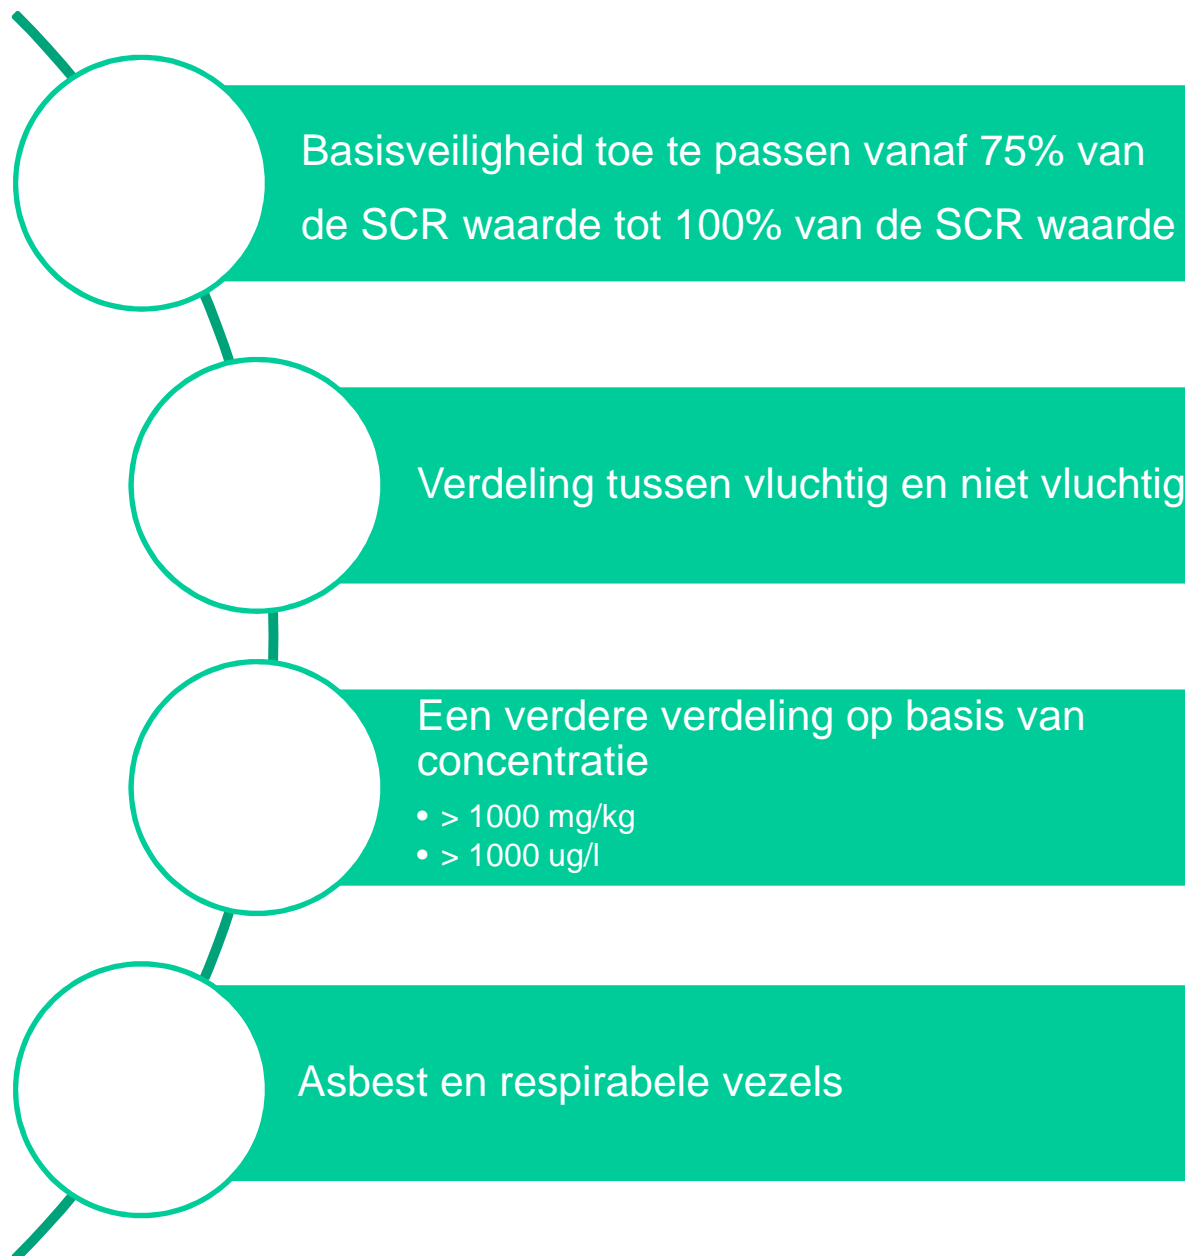 Basisveiligheid toe te passen vanaf 75% van
de SCR waarde tot 100% van de SCR waarde
Verdeling tussen vluchtig en niet vluchtig
Een verdere verdeling op basis van
concentratie
• > 1000 mg/kg
• > 1000 ug/l
Asbest en respirabele vezels